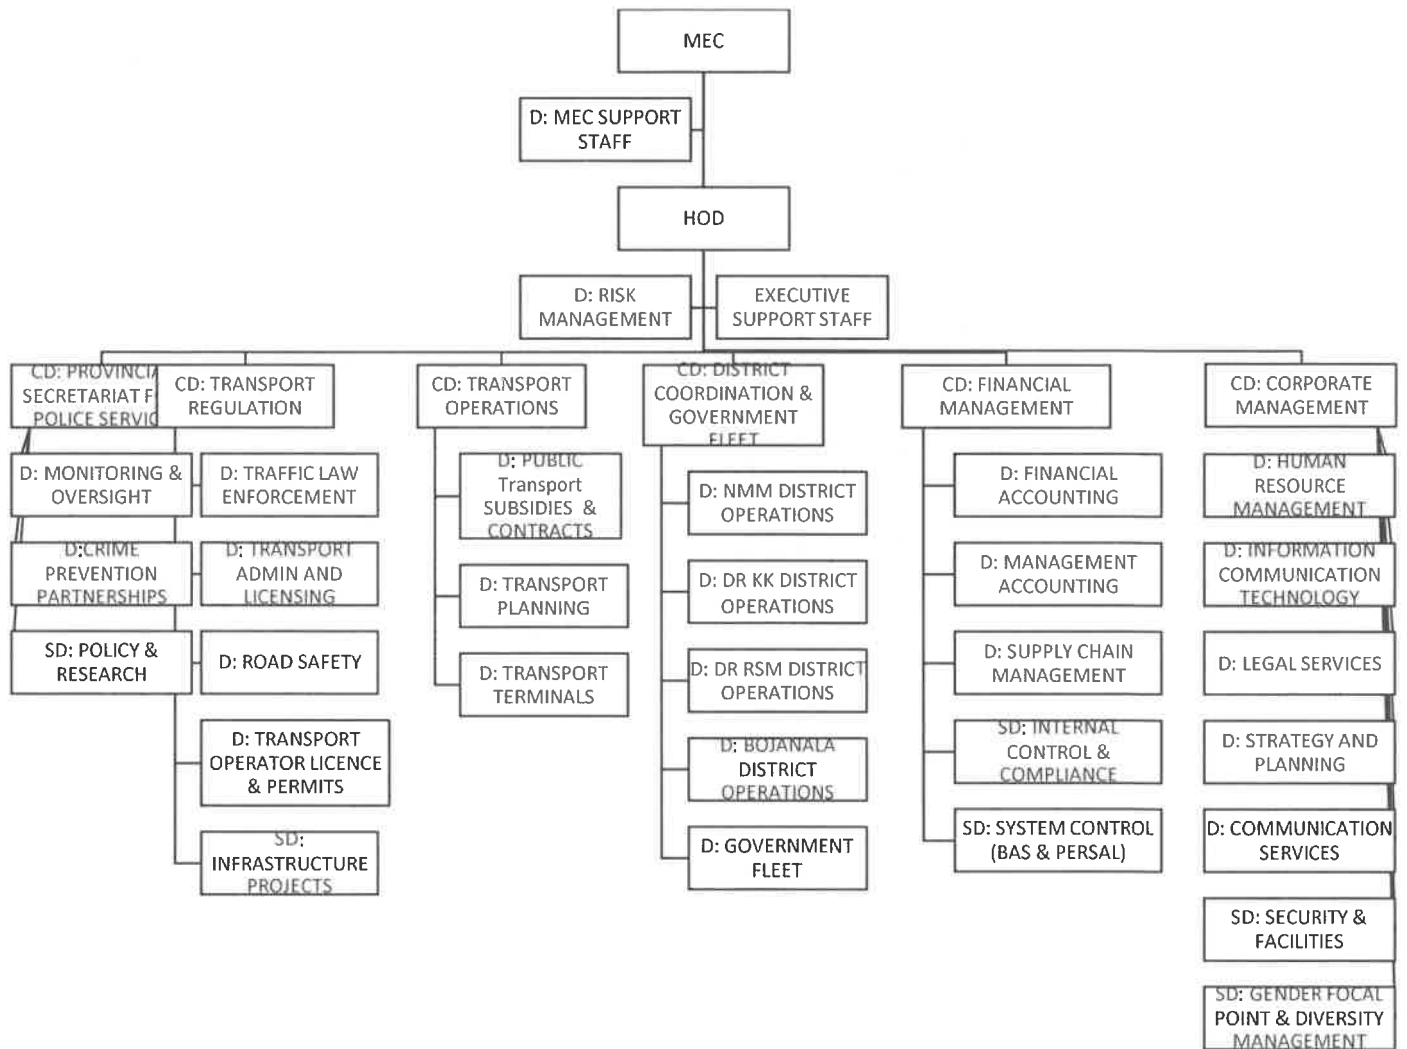 MEC
D: MEC SUPPORT
STAFF
HOD
D: RISK
MANAGEMENT
EXECUTIVE
SUPPORT STAFF
CD: PROVINCIA
SECRETARIAT F
POLICE SERVIC
CD: TRANSPORT
REGULATION
CD: TRANSPORT
OPERATIONS
CD: DISTRICT
COORDINATION &
GOVERNMENT
FLEET
CD: FINANCIAL
MANAGEMENT
CD: CORPORATE
MANAGEMENT
D: MONITORING &
OVERSIGHT
D:CRIME
PREVENTION
PARTNERSHIPS
SD: POLICY &
RESEARCH
D: TRAFFIC LAW
ENFORCEMENT
D: TRANSPORT
ADMIN AND
LICENSING
D: ROAD SAFETY
D: TRANSPORT
OPERATOR LICENCE
& PERMITS
SD:
INFRASTRUCTURE
PROJECTS
D: PUBLIC
Transport
SUBSIDIES &
CONTRACTS
D: TRANSPORT
PLANNING
D: TRANSPORT
TERMINALS
D: NMM DISTRICT
OPERATIONS
D: DR KK DISTRICT
OPERATIONS
D: DR RSM DISTRICT
OPERATIONS
D: BOJANALA
DISTRICT
OPERATIONS
D: GOVERNMENT
FLEET
D: FINANCIAL
ACCOUNTING
D: MANAGEMENT
ACCOUNTING
D: SUPPLY CHAIN
MANAGEMENT
SD: INTERNAL
CONTROL &
COMPLIANCE
SD: SYSTEM CONTROL
(BAS & PERSAL)
D: HUMAN
RESOURCE
MANAGEMENT
D: INFORMATION
COMMUNICATION
TECHNOLOGY
D: LEGAL SERVICES
D: STRATEGY AND
PLANNING
D: COMMUNICATION
SERVICES
SD: SECURITY &
FACILITIES
SD: GENDER FOCAL
POINT & DIVERSITY
MANAGEMENT